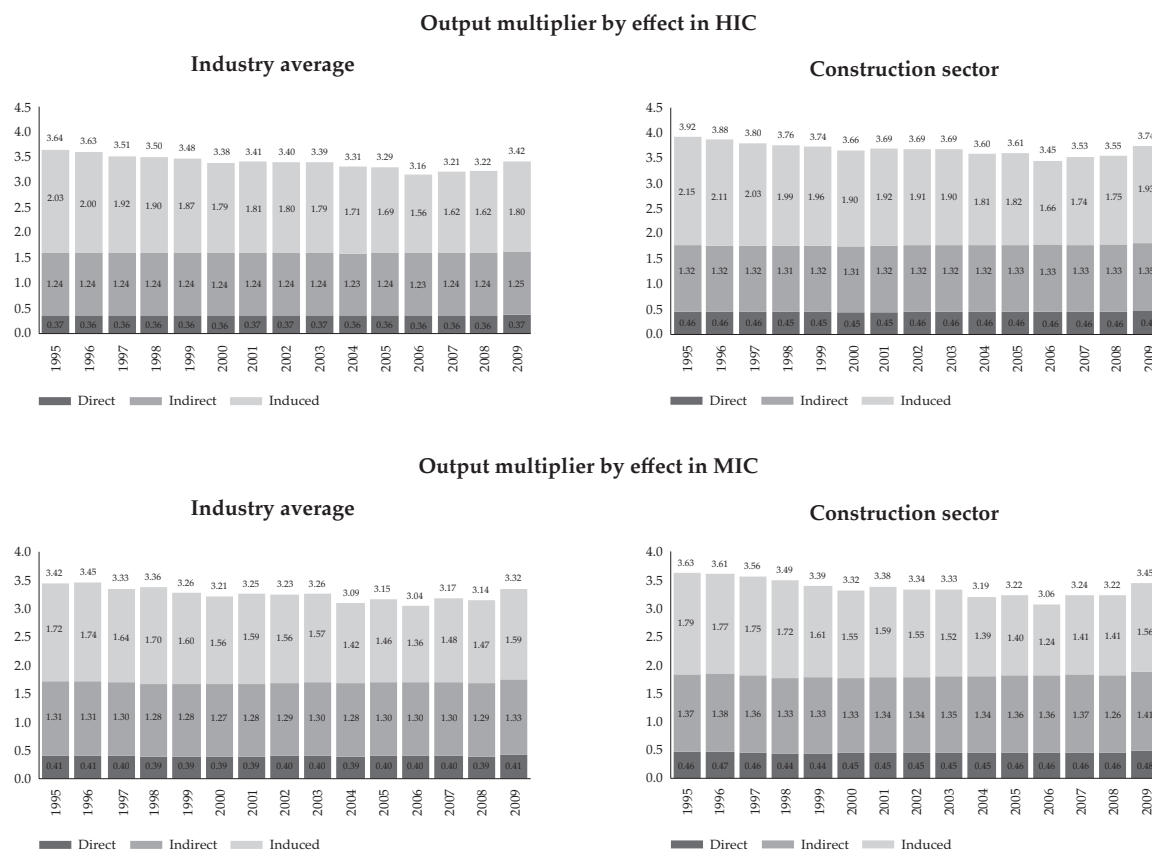 Output multiplier by effect in HIC
Industry average
4.5
4.0
3.5
3.0
2.5
2.0
1.5
1.0
0.5
0.0
3.64 3.63 3.51 3.50 3.48 3.38 3.41 3.40 3.39 3.31 3.29 3.16 3.21 3.22 3.42
2.03 2.00 1.92 1.90 1.87 1.79 1.81 1.80 1.79 1.71 1.69 1.56 1.62 1.62 1.80
1.24 1.24 1.24 1.24 1.24 1.24 1.24 1.24 1.24 1.23 1.24 1.23 1.24 1.24 1.25
0.37 0.36 0.36 0.36 0.36 0.36 0.37 0.37 0.37 0.36 0.36 0.36 0.36 0.36 0.37
1995 1996 1997 1998 1999 2000 2001 2002 2003 2004 2005 2006 2007 2008 2009
Direct Indirect Induced
Construction sector
4.5
4.0
3.5
3.0
2.5
2.0
1.5
1.0
0.5
0.0
3.92 3.88 3.80 3.76 3.74 3.66 3.69 3.69 3.69 3.60 3.61 3.45 3.53 3.55 3.74
2.15 2.11 2.03 1.99 1.96 1.90 1.92 1.91 1.90 1.81 1.82 1.66 1.74 1.75 1.93
1.32 1.32 1.32 1.31 1.32 1.31 1.32 1.32 1.32 1.32 1.33 1.33 1.33 1.33 1.35
0.46 0.46 0.46 0.45 0.45 0.45 0.45 0.46 0.46 0.46 0.46 0.46 0.46 0.46
1995 1996 1997 1998 1999 2000 2001 2002 2003 2004 2005 2006 2007 2008 2009
Direct Indirect Induced
Output multiplier by effect in MIC
Industry average
4.0
3.5
3.0
2.5
2.0
1.5
1.0
0.5
0.0
3.42 3.45 3.33 3.36 3.26 3.21 3.25 3.23 3.26 3.09 3.15 3.04 3.17 3.14 3.32
1.72 1.74 1.64 1.70 1.60 1.56 1.59 1.56 1.57 1.42 1.46 1.36 1.48 1.47 1.59
1.31 1.31 1.30 1.28 1.28 1.27 1.28 1.29 1.30 1.28 1.30 1.30 1.30 1.29 1.33
0.41 0.41 0.40 0.39 0.39 0.39 0.39 0.40 0.40 0.39 0.40 0.40 0.40 0.39 0.41
1995 1996 1997 1998 1999 2000 2001 2002 2003 2004 2005 2006 2007 2008 2009
Direct Indirect Induced
Construction sector
4.0
3.5
3.0
2.5
2.0
1.5
1.0
0.5
0.0
3.63 3.61 3.56 3.49 3.39 3.32 3.38 3.34 3.33 3.19 3.22 3.06 3.24 3.22 3.45
1.79 1.77 1.75 1.72 1.61 1.55 1.59 1.55 1.52 1.39 1.40 1.24 1.41 1.41 1.56
1.37 1.38 1.36 1.33 1.33 1.33 1.34 1.34 1.35 1.34 1.36 1.36 1.37 1.26 1.41
0.46 0.47 0.46 0.44 0.44 0.45 0.45 0.45 0.45 0.45 0.46 0.46 0.46 0.46 0.48
1995 1996 1997 1998 1999 2000 2001 2002 2003 2004 2005 2006 2007 2008 2009
Direct Indirect Induced